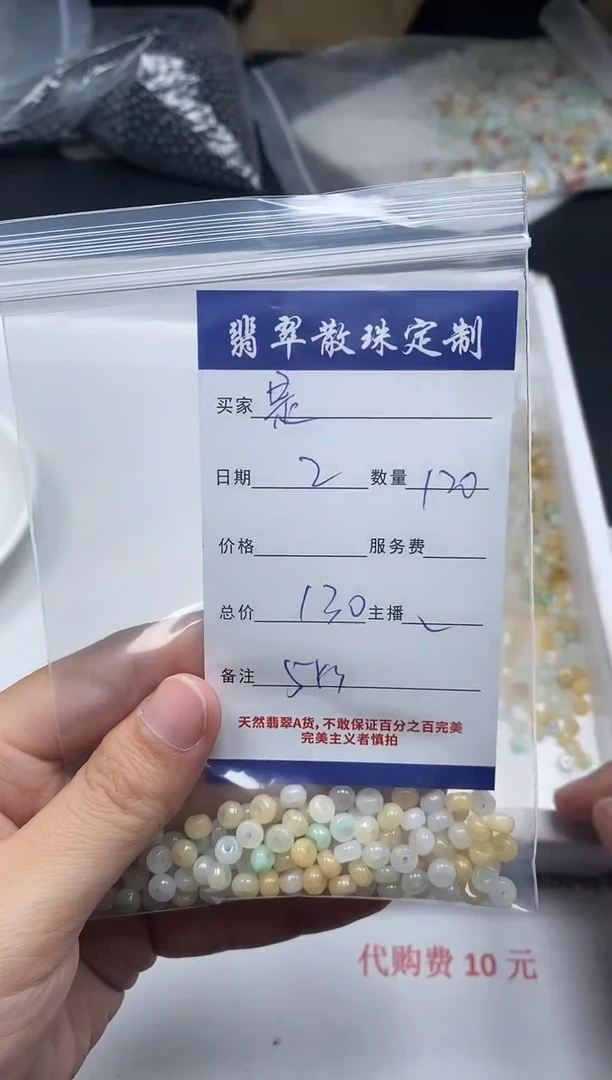 翡翠散珠定制
买家 是
日期 2 数量 120
价格 服务费
总价 130 主播
备注
天然翡翠A货，不敢保证百分之百完美
完美主义者慎拍
代购费 10 元